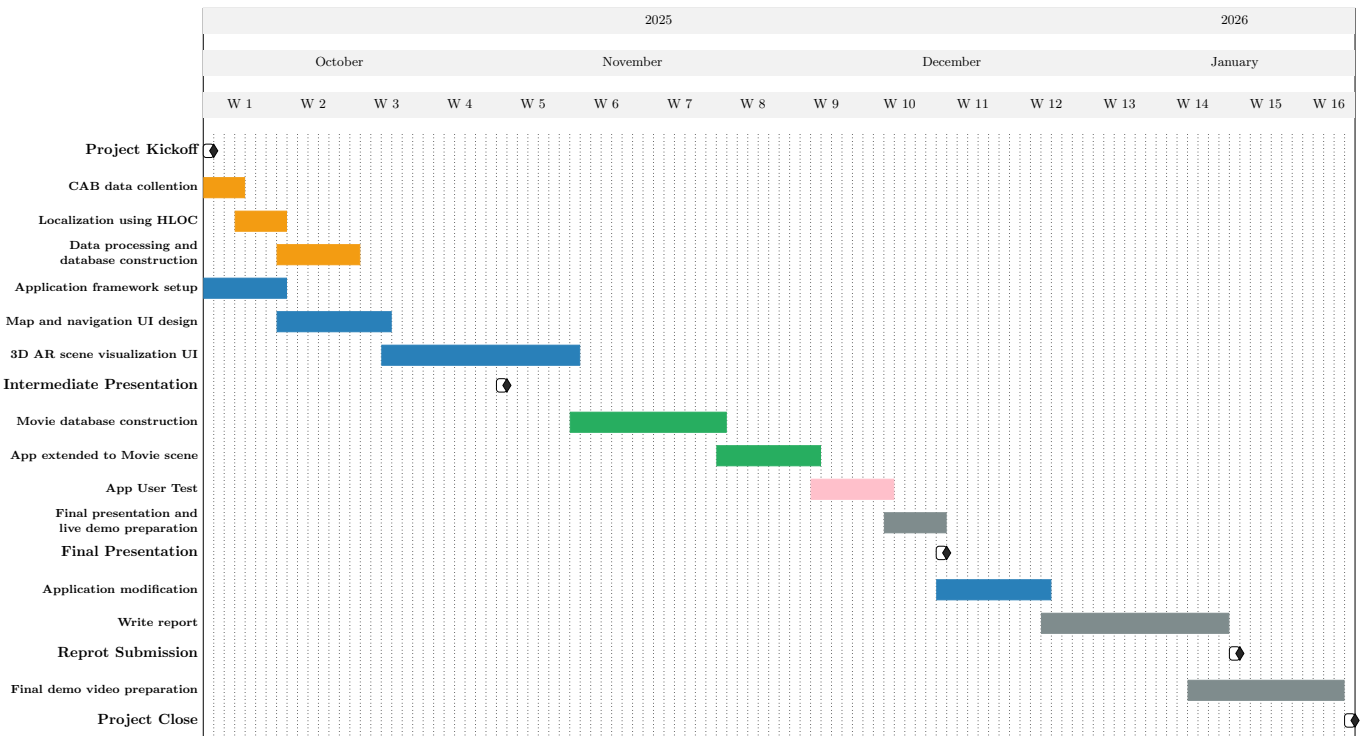 2025 2026
October November December January
W 1 W 2 W 3 W 4 W 5 W 6 W 7 W 8 W 9 W 10 W 11 W 12 W 13 W 14 W 15 W 16
Project Kickoff
CAB data collention
Localization using HLOC
Data processing and
database construction
Application framework setup
Map and navigation UI design
3D AR scene visualization UI
Intermediate Presentation
Movie database construction
App extended to Movie scene
App User Test
Final presentation and
live demo preparation
Final Presentation
Application modification
Write report
Reprot Submission
Final demo video preparation
Project Close